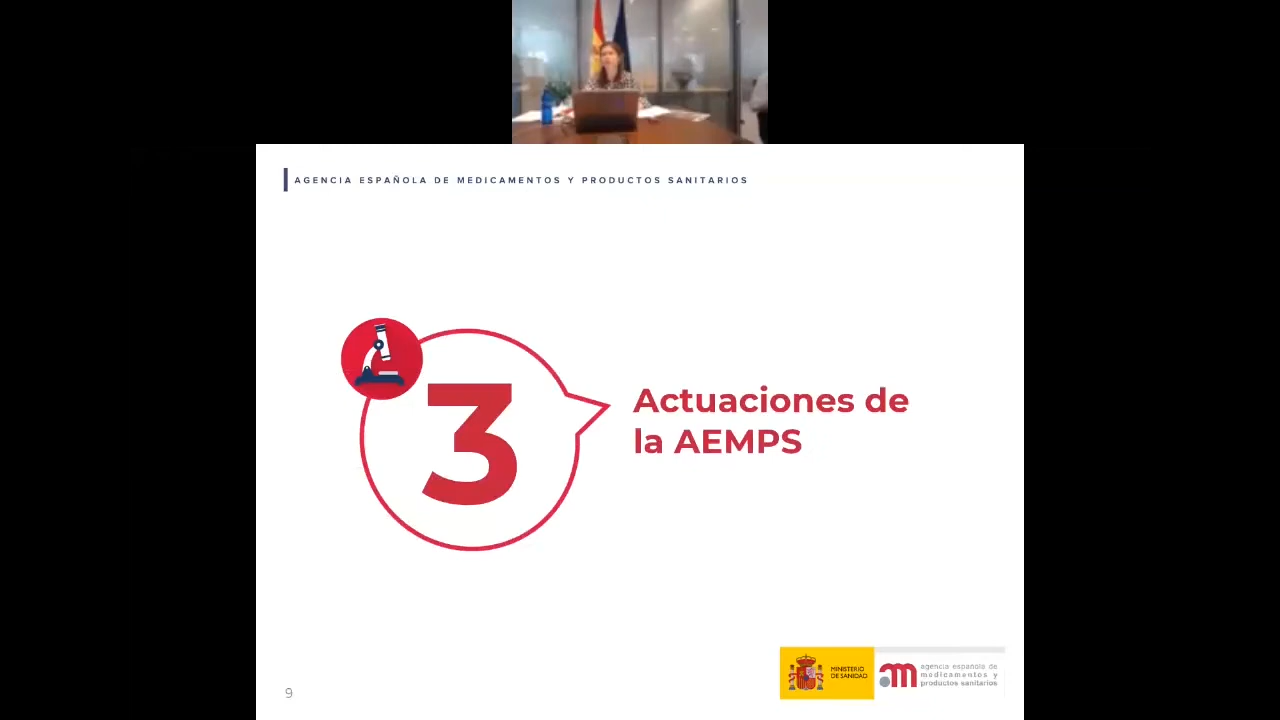 AGENCIA ESPAÑOLA DE MEDICAMENTOS Y PRODUCTOS SANITARIOS
3
Actuaciones de
la AEMPS
MINISTERIO
DE SANIDAD
am
agencia española de
medicamentos y
productos sanitarios
9